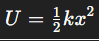 U = ½kx²